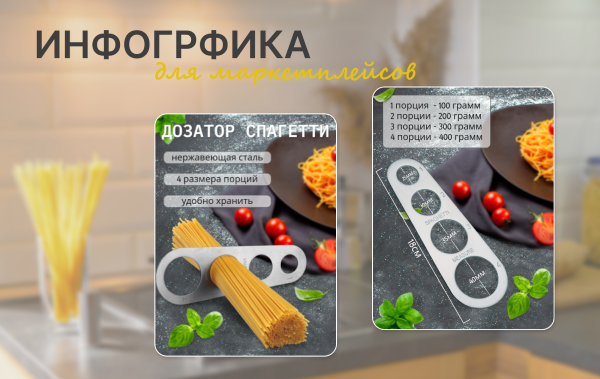 ИНФОГРФИКА
для маркетплейсов
ДОЗАТОР СПАГЕТТИ
нержавеющая сталь
4 размера порций
удобно хранить
1 порция - 100 грамм
2 порции - 200 грамм
3 порции - 300 грамм
4 порции - 400 грамм
18СМ
40ММ